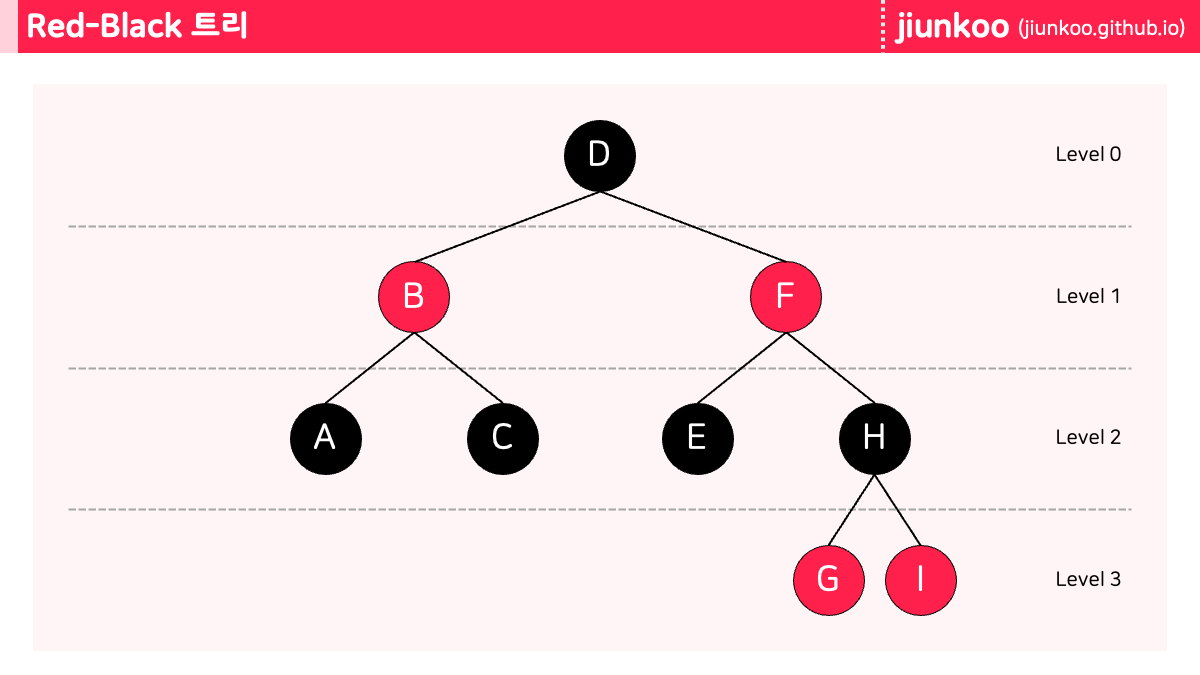 Red-Black 트리
jiunkoo (jiunkoo.github.io)
D
Level 0
B F
Level 1
A C E H
Level 2
G I
Level 3